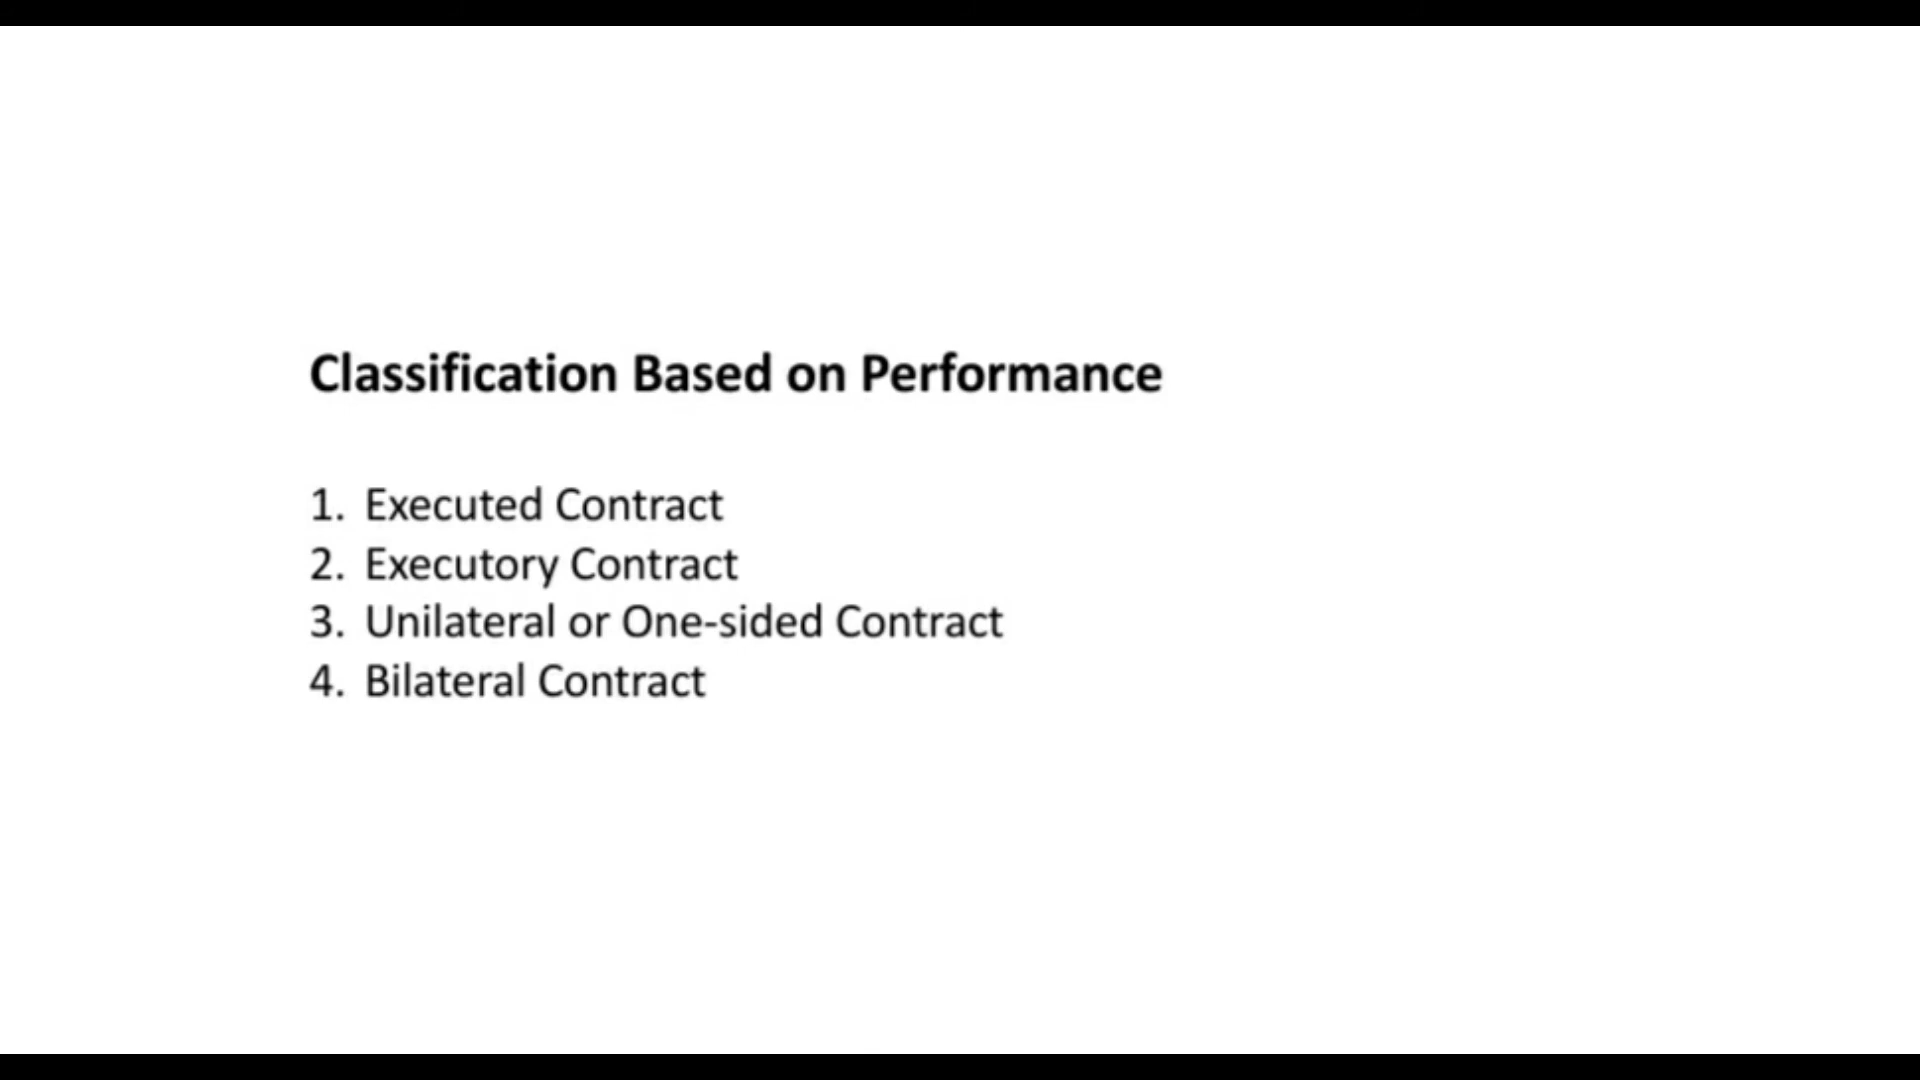 Classification Based on Performance
1. Executed Contract
2. Executory Contract
3. Unilateral or One-sided Contract
4. Bilateral Contract